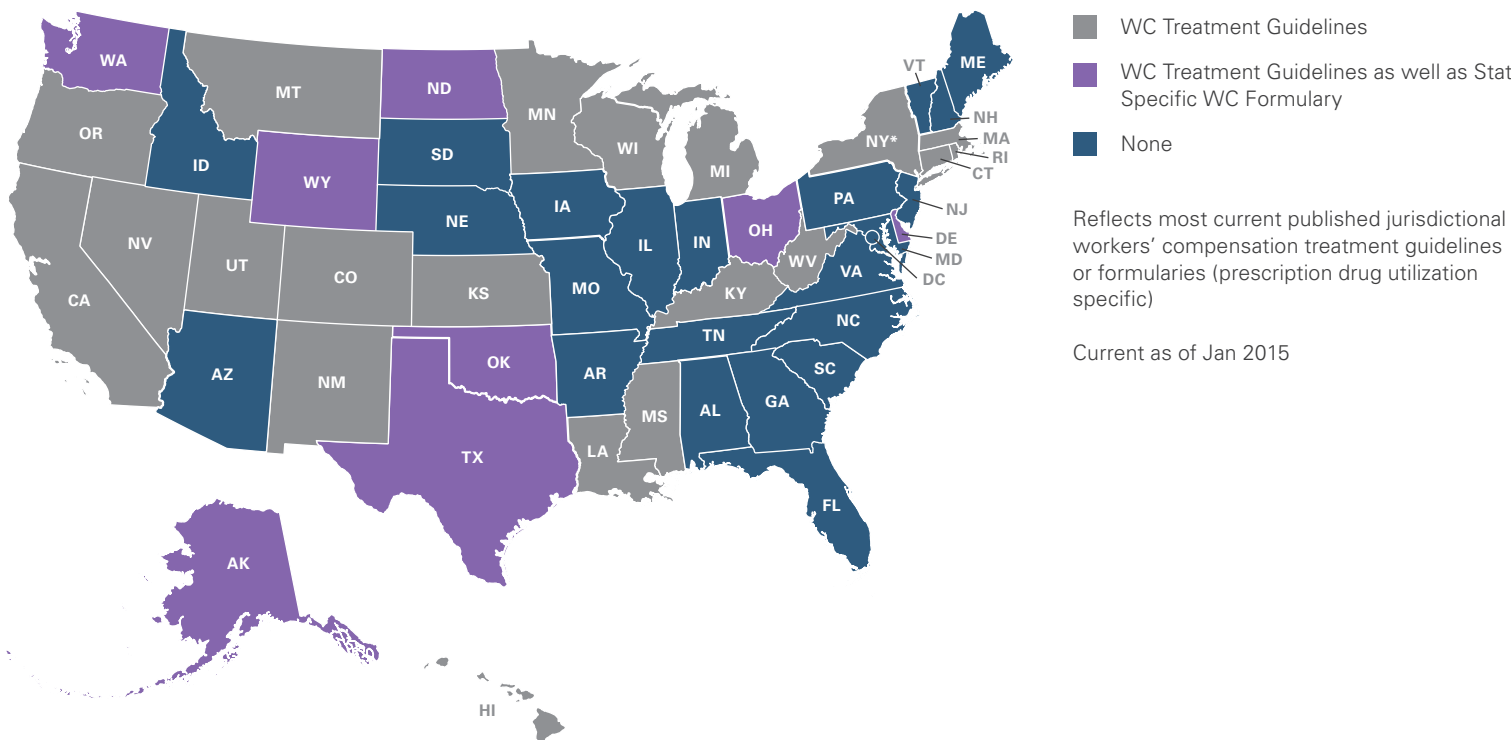 WC Treatment Guidelines
WC Treatment Guidelines as well as Stat
Specific WC Formulary
None
Reflects most current published jurisdictional
workers’ compensation treatment guidelines
or formularies (prescription drug utilization
specific)
Current as of Jan 2015
WA
MT
ND
MN
VT
ME
OR
ID
SD
WI
MI
NY*
NH
MA
RI
CT
WY
NE
IA
PA
NJ
NV
UT
CO
KS
MO
IL
IN
OH
WV
VA
DE
MD
DC
CA
KY
AZ
NM
OK
AR
TN
NC
SC
TX
LA
MS
AL
GA
FL
AK
HI